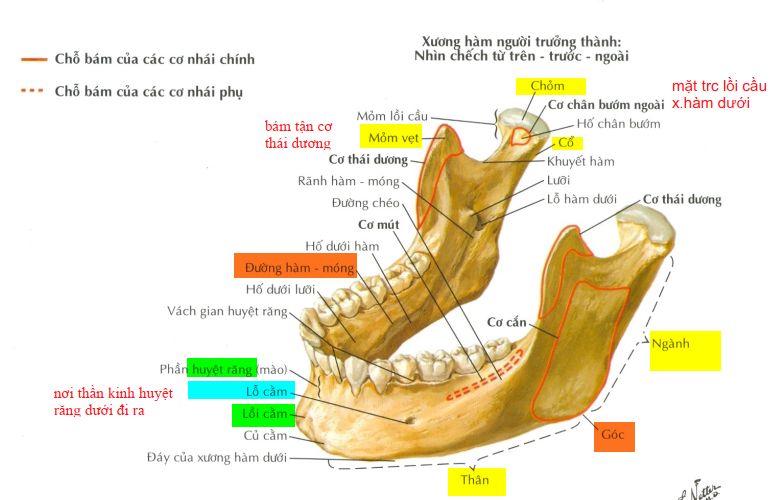 Xương hàm người trưởng thành:
Nhìn chếch từ trên - trước - ngoài
Chỗ bám của các cơ nhái chính
Chỗ bám của các cơ nhái phụ
Chỏm
mặt trc lồi cầu
x.hàm dưới
Cơ chân bướm ngoài
Mỏm lồi cầu
Hố chân bướm
bám tận cơ
thái dương
Mỏm vẹt
Cổ
Cơ thái dương
Khuyết hàm
Rãnh hàm - móng
Lưỡi
Đường chéo
Lỗ hàm dưới
Cơ thái dương
Cơ mút
Hố dưới hàm
Đường hàm - móng
Hố dưới lưỡi
Vách gian huyệt răng
Cơ cắn
Ngành
Phần huyệt răng (mào)
nơi thần kinh huyệt
răng dưới đi ra
Lỗ cằm
Lồi cằm
Củ cằm
Góc
Đáy của xương hàm dưới
Thân